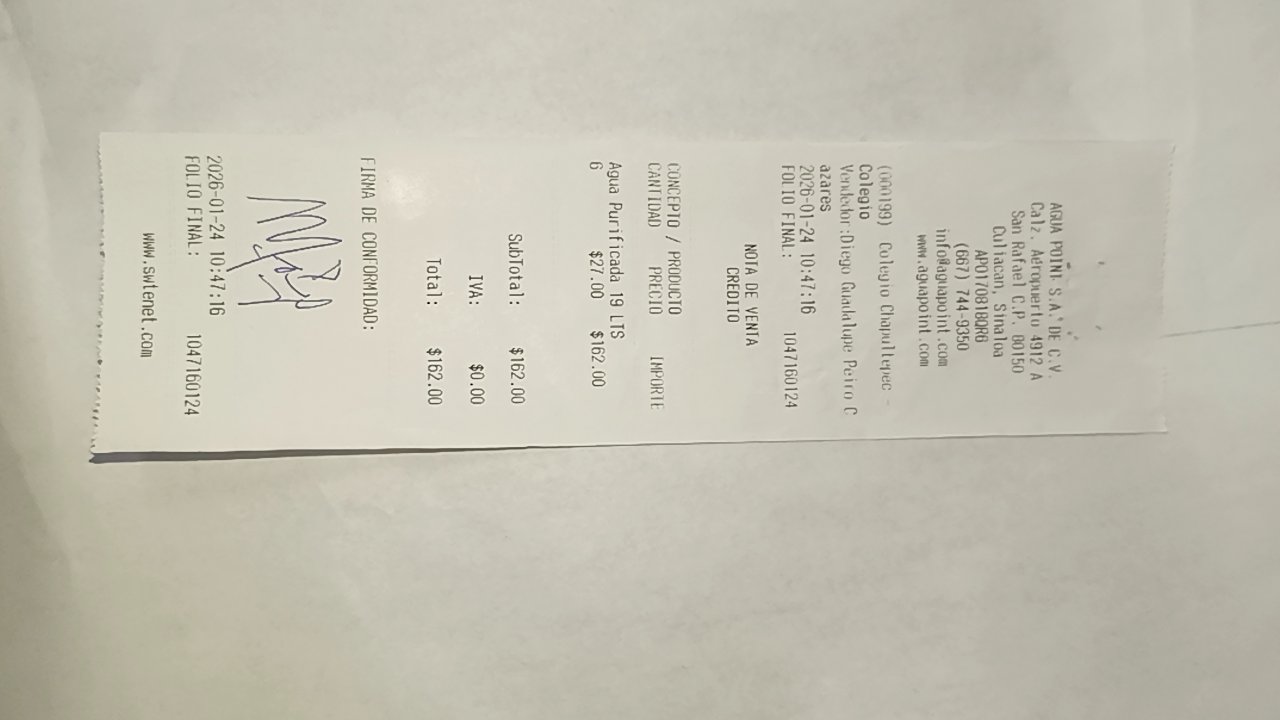 AGUA POINT S.A. DE C.V.
Calz. Aeropuerto 4912 A
San Rafael C.P. 80150
Culiacan, Sinaloa
APO170818QR6
(667) 744-9350
info@aguapoint.com
www.aguapoint.com
(000199) Colegio Chapultepec -
Colegio
Vendedor:Diego Guadalupe Peiro C
azares
2026-01-24 10:47:16
FOLIO FINAL: 1047160124
NOTA DE VENTA
CREDITO
CONCEPTO / PRODUCTO
CANTIDAD PRECIO IMPORTE
Agua Purificada 19 LTS
6 $27.00 $162.00
SubTotal: $162.00
IVA: $0.00
Total: $162.00
FIRMA DE CONFORMIDAD:
2026-01-24 10:47:16
FOLIO FINAL: 1047160124
www.swtenet.com